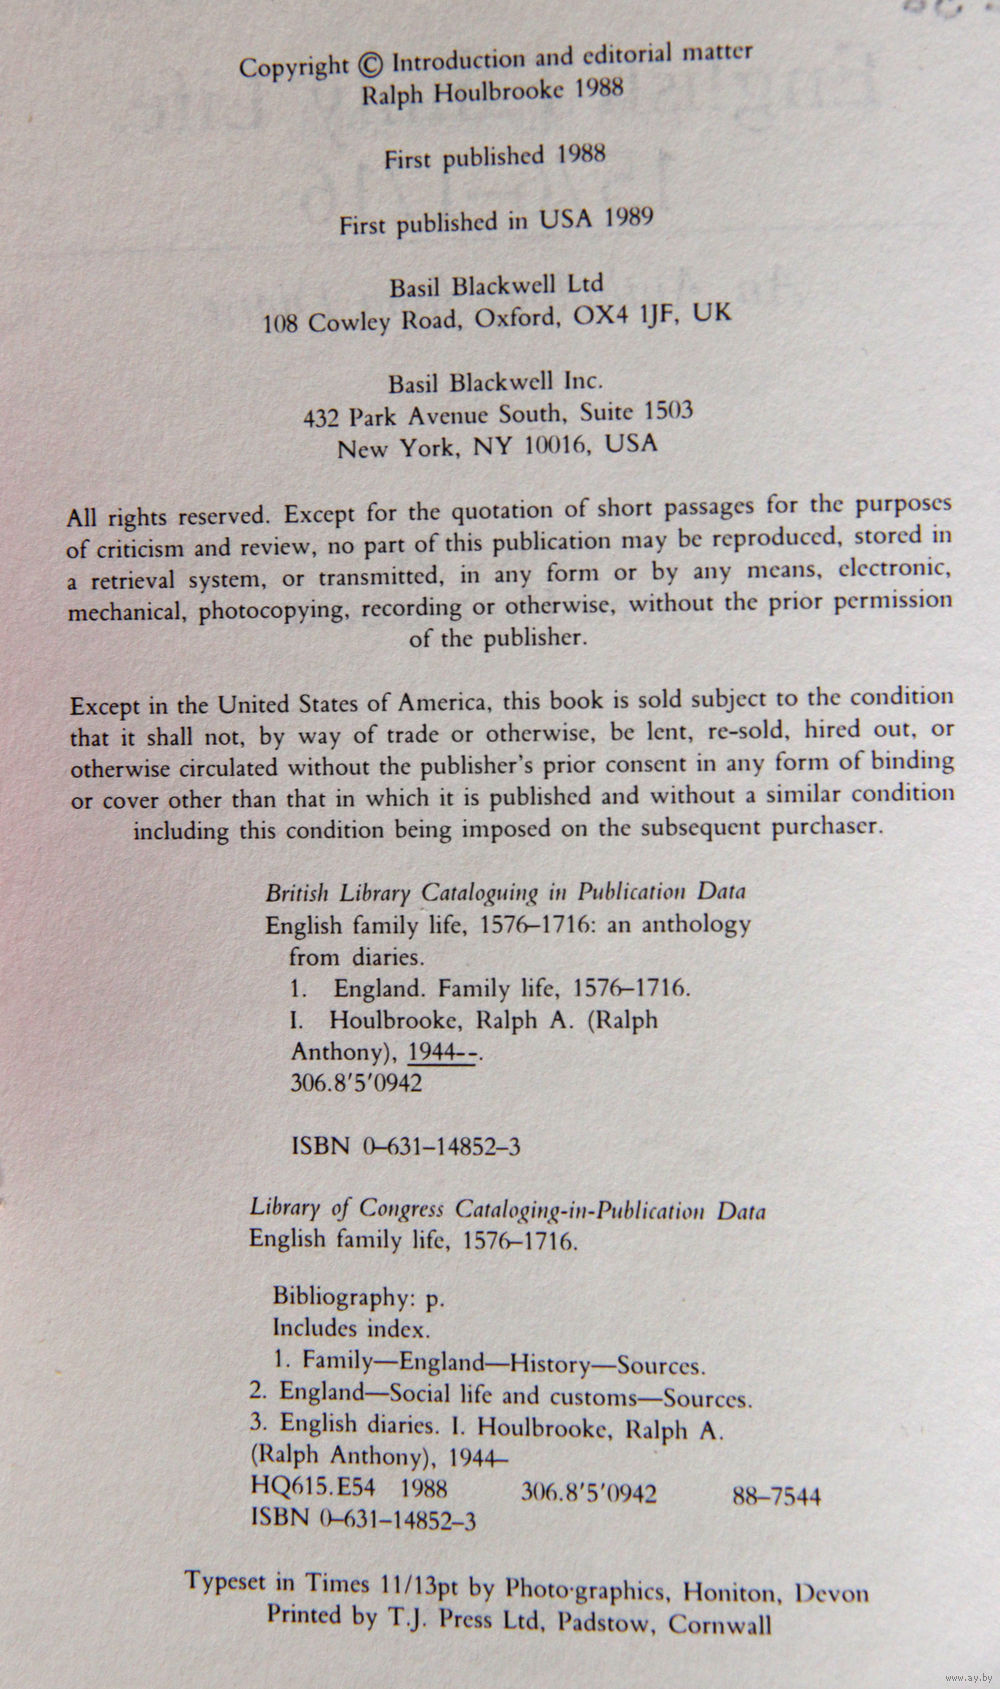 Copyright © Introduction and editorial matter
Ralph Houlbrooke 1988
First published 1988
First published in USA 1989
Basil Blackwell Ltd
108 Cowley Road, Oxford, OX4 1JF, UK
Basil Blackwell Inc.
432 Park Avenue South, Suite 1503
New York, NY 10016, USA
All rights reserved. Except for the quotation of short passages for the purposes
of criticism and review, no part of this publication may be reproduced, stored in
a retrieval system, or transmitted, in any form or by any means, electronic,
mechanical, photocopying, recording or otherwise, without the prior permission
of the publisher.
Except in the United States of America, this book is sold subject to the condition
that it shall not, by way of trade or otherwise, be lent, re-sold, hired out, or
otherwise circulated without the publisher's prior consent in any form of binding
or cover other than that in which it is published and without a similar condition
including this condition being imposed on the subsequent purchaser.
British Library Cataloguing in Publication Data
English family life, 1576–1716: an anthology
from diaries.
1. England. Family life, 1576–1716.
I. Houlbrooke, Ralph A. (Ralph
Anthony), 1944--.
306.8'5'0942
ISBN 0–631–14852–3
Library of Congress Cataloging-in-Publication Data
English family life, 1576–1716.
Bibliography: p.
Includes index.
1. Family—England—History—Sources.
2. England—Social life and customs—Sources.
3. English diaries. I. Houlbrooke, Ralph A.
(Ralph Anthony), 1944–
HQ615.E54 1988 306.8'5'0942 88–7544
ISBN 0–631–14852–3
Typeset in Times 11/13pt by Photo·graphics, Honiton, Devon
Printed by T.J. Press Ltd, Padstow, Cornwall
www.ay.by